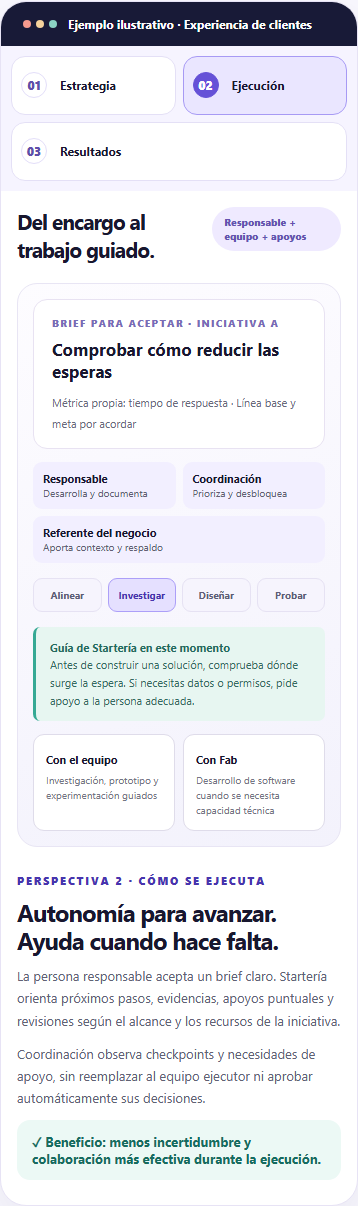 Ejemplo ilustrativo · Experiencia de clientes
01 Estrategia
02 Ejecución
03 Resultados
Del encargo al
trabajo guiado.
Responsable +
equipo + apoyos
BRIEF PARA ACEPTAR · INICIATIVA A
Comprobar cómo reducir las
esperas
Métrica propia: tiempo de respuesta · Línea base y
meta por acordar
Responsable
Desarrolla y documenta
Coordinación
Prioriza y desbloquea
Referente del negocio
Aporta contexto y respaldo
Alinear
Investigar
Diseñar
Probar
Guía de Startería en este momento
Antes de construir una solución, comprueba dónde
surge la espera. Si necesitas datos o permisos, pide
apoyo a la persona adecuada.
Con el equipo
Investigación, prototipo y
experimentación guiados
Con Fab
Desarrollo de software
cuando se necesita
capacidad técnica
PERSPECTIVA 2 · CÓMO SE EJECUTA
Autonomía para avanzar.
Ayuda cuando hace falta.
La persona responsable acepta un brief claro. Startería
orienta próximos pasos, evidencias, apoyos puntuales y
revisiones según el alcance y los recursos de la iniciativa.
Coordinación observa checkpoints y necesidades de
apoyo, sin reemplazar al equipo ejecutor ni aprobar
automáticamente sus decisiones.
✓ Beneficio: menos incertidumbre y
colaboración más efectiva durante la ejecución.